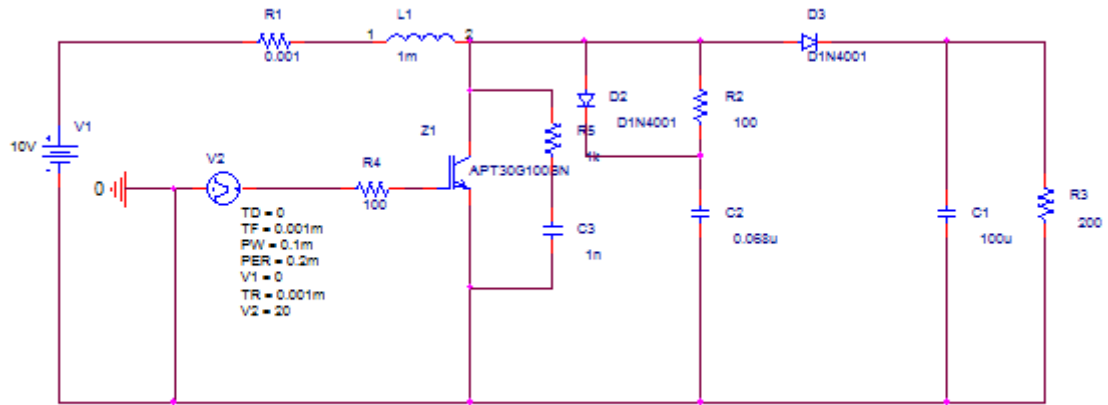 R1
0.001
L1
1
2
1m
D3
D1N4001
D2
D1N4001
R2
100
V1
10V
Z1
R5
1k
APT30G100BN
V2
R4
100
0
TD = 0
TF = 0.001m
PW = 0.1m
PER = 0.2m
V1 = 0
TR = 0.001m
V2 = 20
C3
1n
C2
0.068u
C1
100u
R3
200